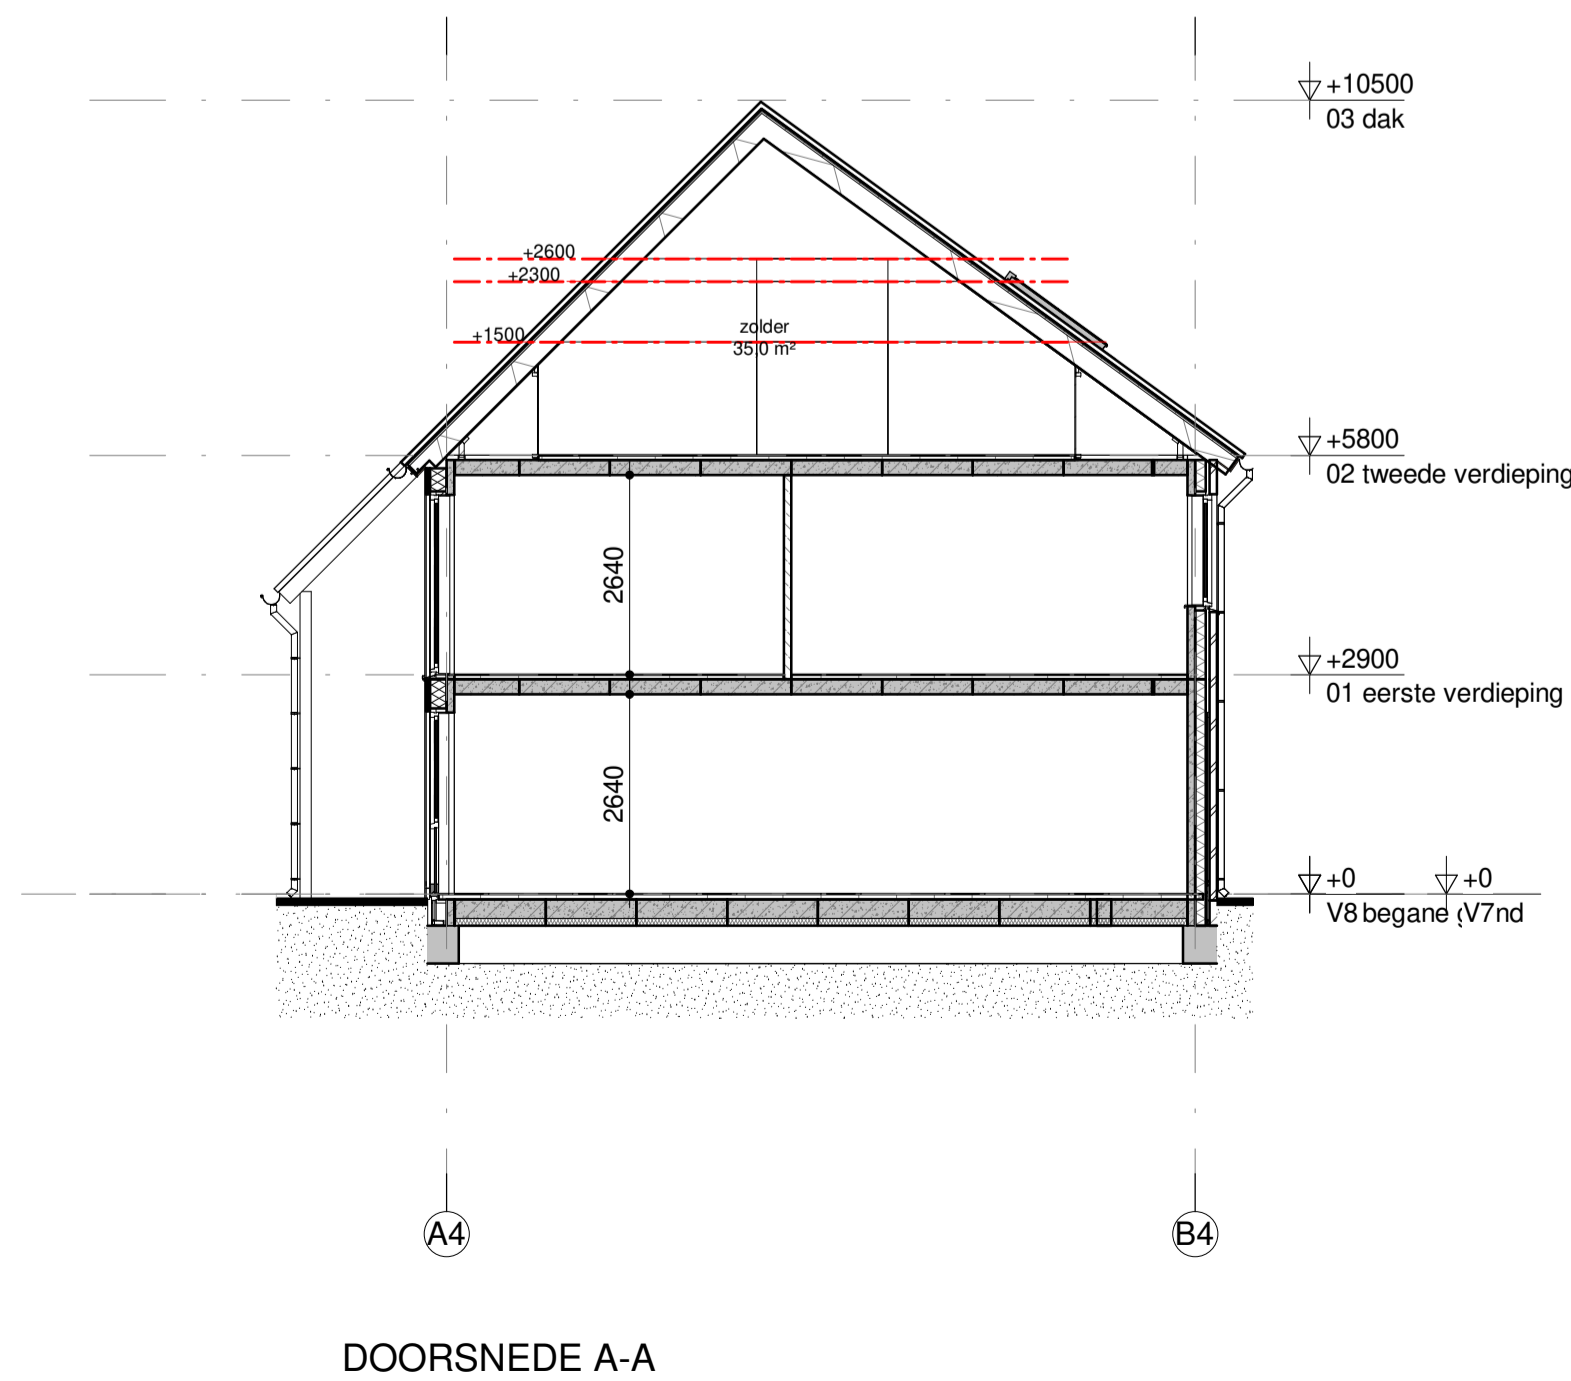 +10500
03 dak
+2600
+2300
+1500
zolder
35,0 m²
+5800
02 tweede verdieping
2640
+2900
01 eerste verdieping
2640
+0
+0
V8 begane
V7nd
A4
B4
DOORSNEDE A-A